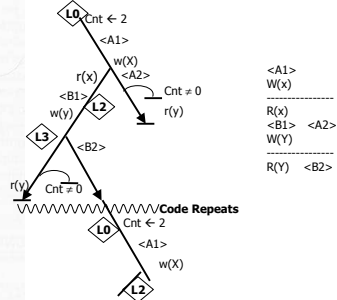 L0 Cnt ← 2
<A1>
w(X)
r(x) <A2>
<B1> L2 Cnt ≠ 0
w(y) r(y)
L3 <B2>
r(y) Cnt ≠ 0
Code Repeats
L0 Cnt ← 2
<A1>
w(X)
L2
<A1>
W(x)
----------------
R(x)
<B1> <A2>
W(Y)
----------------
R(Y) <B2>